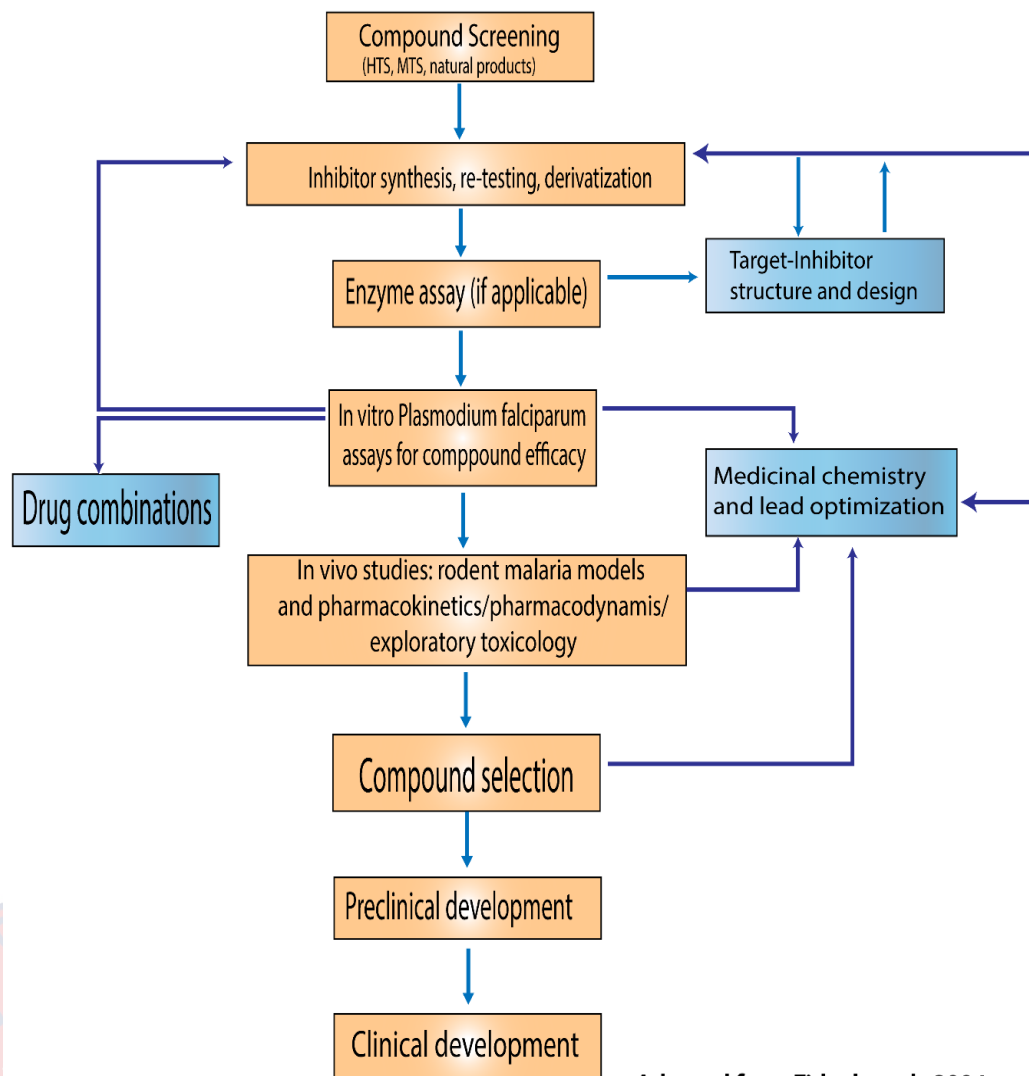 Compound Screening
(HTS, MTS, natural products)
Inhibitor synthesis, re-testing, derivatization
Enzyme assay (if applicable)
Target-Inhibitor
structure and design
In vitro Plasmodium falciparum
assays for comppound efficacy
Drug combinations
Medicinal chemistry
and lead optimization
In vivo studies: rodent malaria models
and pharmacokinetics/pharmacodynamis/
exploratory toxicology
Compound selection
Preclinical development
Clinical development